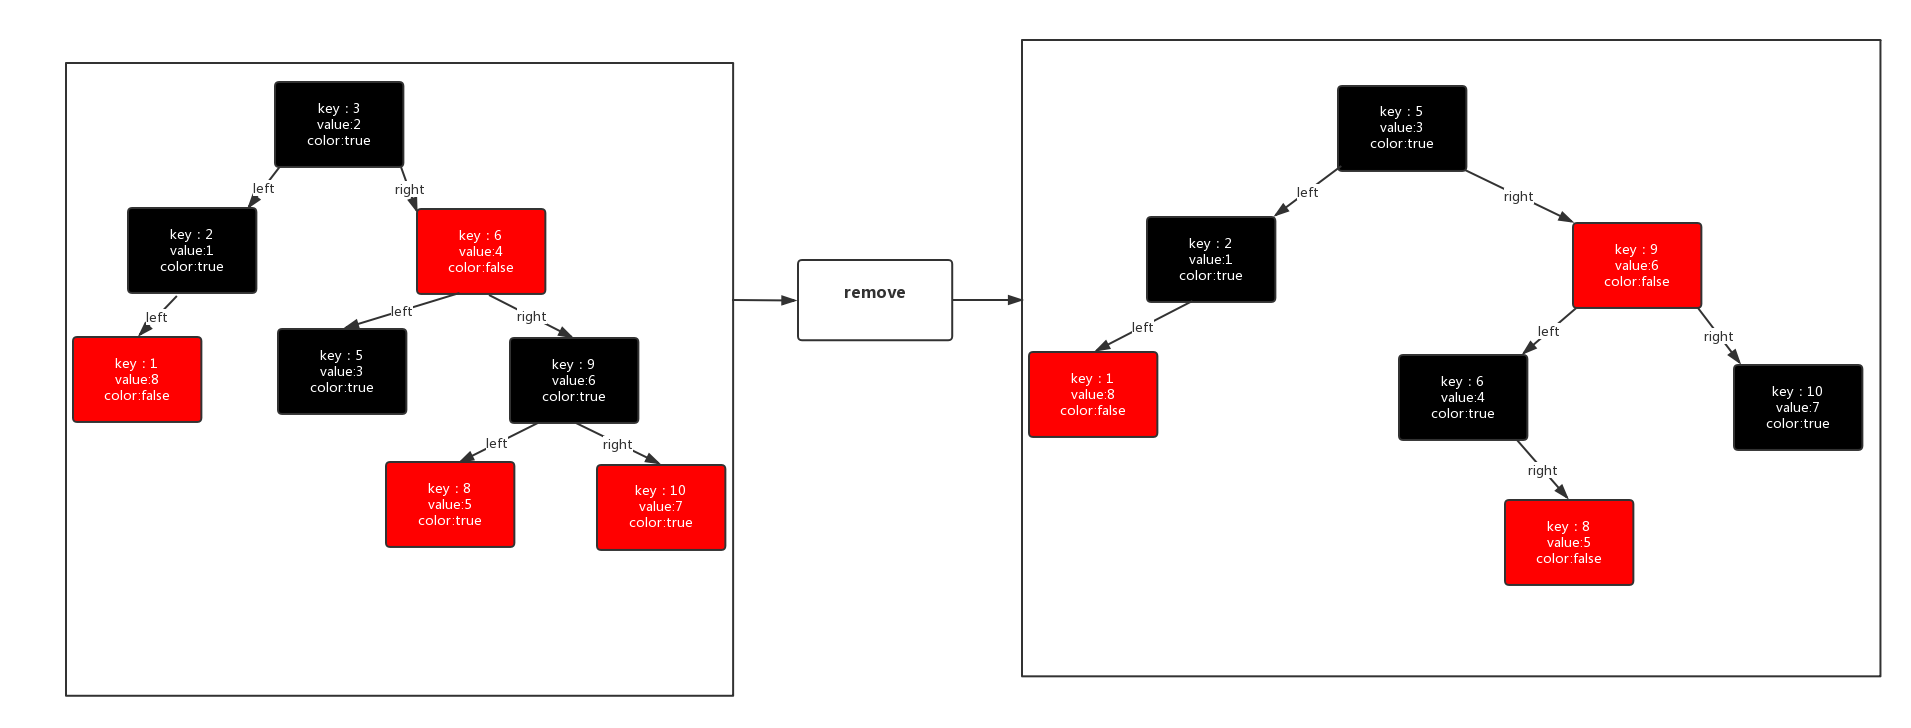 key：3
value:2
color:true
left
right
key：2
value:1
color:true
key：6
value:4
color:false
left
left
right
key：1
value:8
color:false
key：5
value:3
color:true
key：9
value:6
color:true
left
right
key：8
value:5
color:true
key：10
value:7
color:true
remove
key：5
value:3
color:true
left
right
key：2
value:1
color:true
key：9
value:6
color:false
left
left
right
key：1
value:8
color:false
key：6
value:4
color:true
key：10
value:7
color:true
right
key：8
value:5
color:false